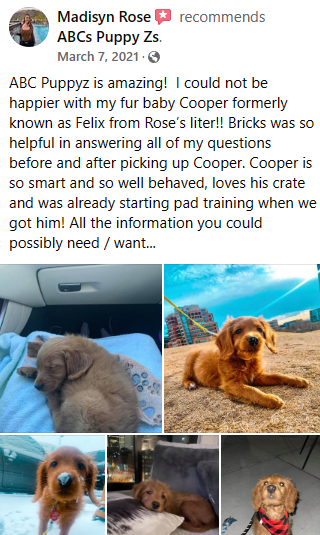 Madisyn Rose recommends
ABCs Puppy Zs.
March 7, 2021 ·
ABC Puppyz is amazing! I could not be
happier with my fur baby Cooper formerly
known as Felix from Rose's liter!! Bricks was so
helpful in answering all of my questions
before and after picking up Cooper. Cooper is
so smart and so well behaved, loves his crate
and was already starting pad training when we
got him! All the information you could
possibly need / want...